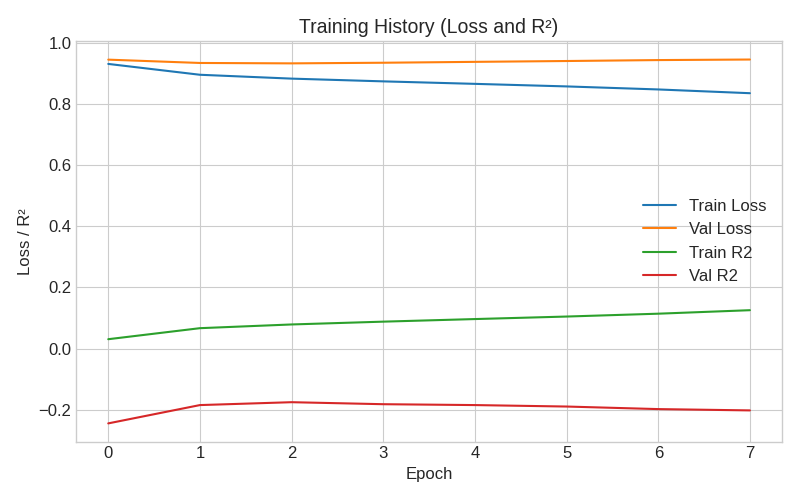 Training History (Loss and R²)
1.0
0.8
0.6
0.4
0.2
0.0
−0.2
Loss / R²
Train Loss
Val Loss
Train R2
Val R2
0 1 2 3 4 5 6 7
Epoch